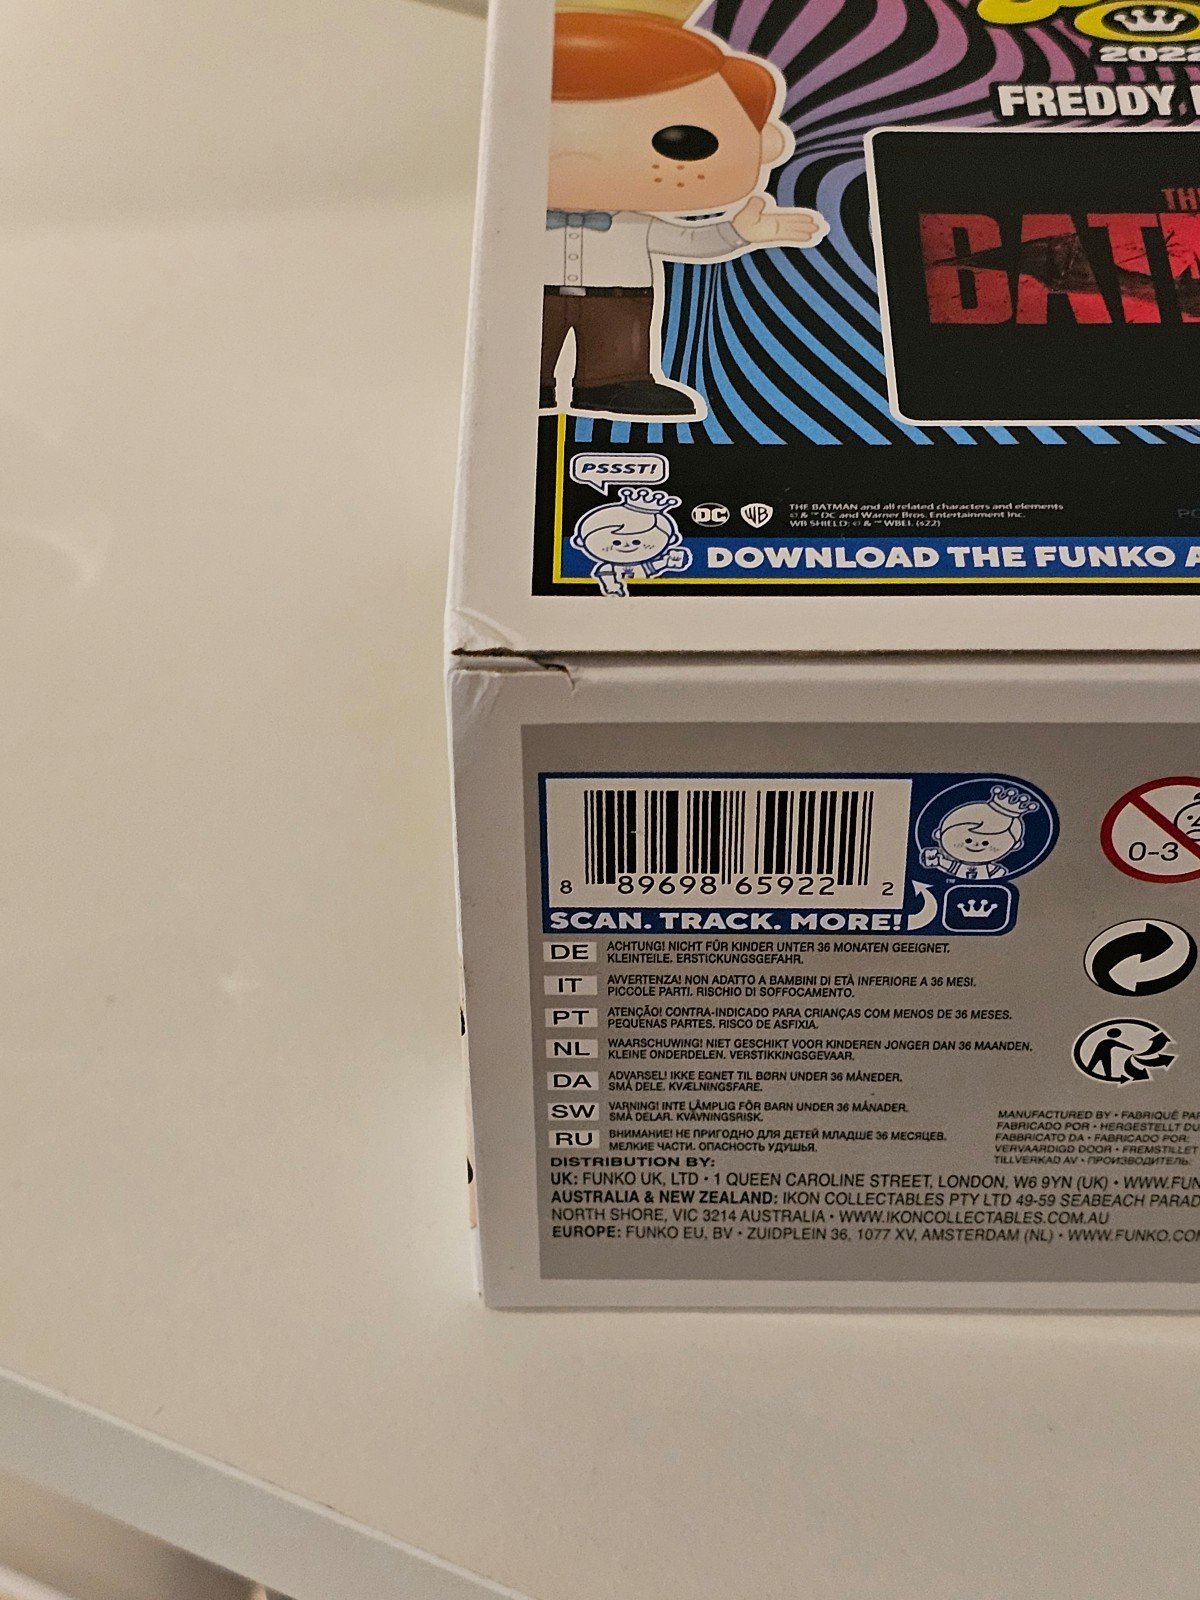 2022
FREDDY
THE
BAT
PSSST!
DC
WB
THE BATMAN and all related characters and elements
© & ™ DC and Warner Bros. Entertainment Inc.
WB SHIELD: © & ™ WBEI. (s22)
DOWNLOAD THE FUNKO A
8 89698 65922 2
SCAN. TRACK. MORE!
0-3
DE ACHTUNG! NICHT FÜR KINDER UNTER 36 MONATEN GEEIGNET.
KLEINTEILE. ERSTICKUNGSGEFAHR.
IT AVVERTENZA! NON ADATTO A BAMBINI DI ETÀ INFERIORE A 36 MESI.
PICCOLE PARTI. RISCHIO DI SOFFOCAMENTO.
PT ATENÇÃO! CONTRA-INDICADO PARA CRIANÇAS COM MENOS DE 36 MESES.
PEQUENAS PARTES. RISCO DE ASFIXIA.
NL WAARSCHUWING! NIET GESCHIKT VOOR KINDEREN JONGER DAN 36 MAANDEN.
KLEINE ONDERDELEN. VERSTIKKINGSGEVAAR.
DA ADVARSEL! IKKE EGNET TIL BØRN UNDER 36 MÅNEDER.
SMÅ DELE. KVÆLNINGSFARE.
SW VARNING! INTE LÄMPLIG FÖR BARN UNDER 36 MÅNADER.
SMÅ DELAR. KVÄVNINGSRISK.
RU ВНИМАНИЕ! НЕ ПРИГОДНО ДЛЯ ДЕТЕЙ МЛАДШЕ 36 МЕСЯЦЕВ.
МЕЛКИЕ ЧАСТИ. ОПАСНОСТЬ УДУШЬЯ.
MANUFACTURED BY • FABRIQUÉ PAR
FABRICADO POR • HERGESTELLT DU
FABBRICATO DA • FABRICADO POR:
VERVAARDIGD DOOR • FREMSTILLET
TILLVERKAD AV • ПРОИЗВОДИТЕЛЬ:
DISTRIBUTION BY:
UK: FUNKO UK, LTD • 1 QUEEN CAROLINE STREET, LONDON, W6 9YN (UK) • WWW.FUN
AUSTRALIA & NEW ZEALAND: IKON COLLECTABLES PTY LTD 49-59 SEABEACH PARAD
NORTH SHORE, VIC 3214 AUSTRALIA • WWW.IKONCOLLECTABLES.COM.AU
EUROPE: FUNKO EU, BV • ZUIDPLEIN 36, 1077 XV, AMSTERDAM (NL) • WWW.FUNKO.CO